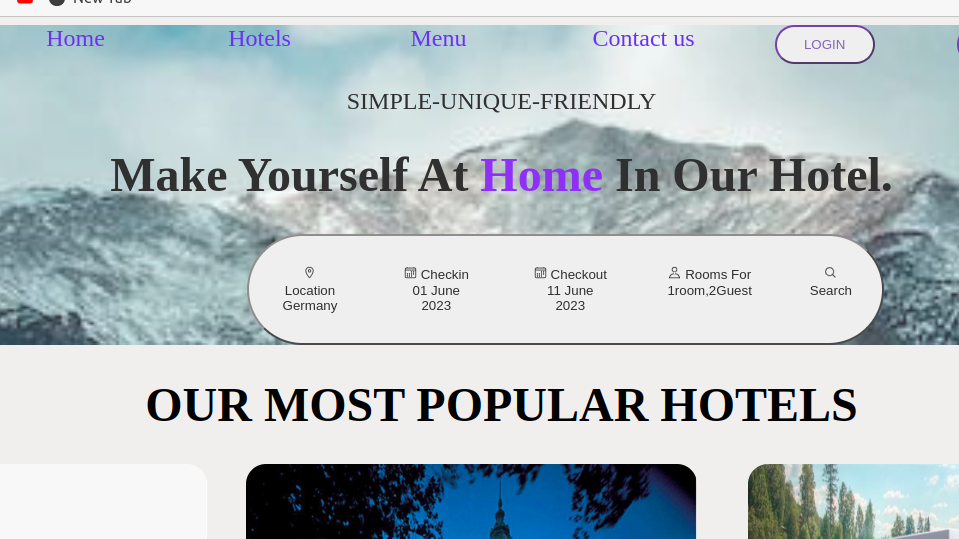 New Tab
Home Hotels Menu Contact us LOGIN
SIMPLE-UNIQUE-FRIENDLY
Make Yourself At Home In Our Hotel.
Location
Germany
Checkin
01 June
2023
Checkout
11 June
2023
Rooms For
1room,2Guest
Search
OUR MOST POPULAR HOTELS